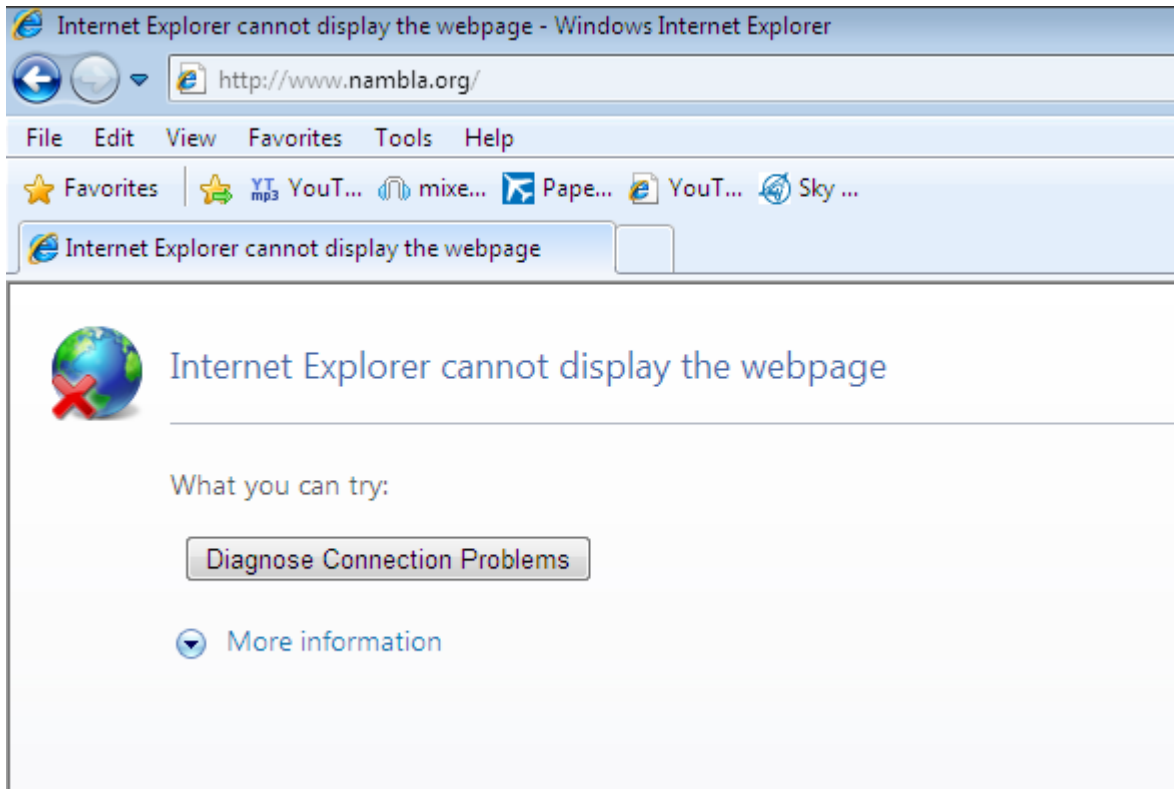 Internet Explorer cannot display the webpage - Windows Internet Explorer
http://www.nambla.org/
File Edit View Favorites Tools Help
Favorites YT mp3 YouT... mixe... Pape... YouT... Sky ...
Internet Explorer cannot display the webpage
Internet Explorer cannot display the webpage
What you can try:
Diagnose Connection Problems
More information